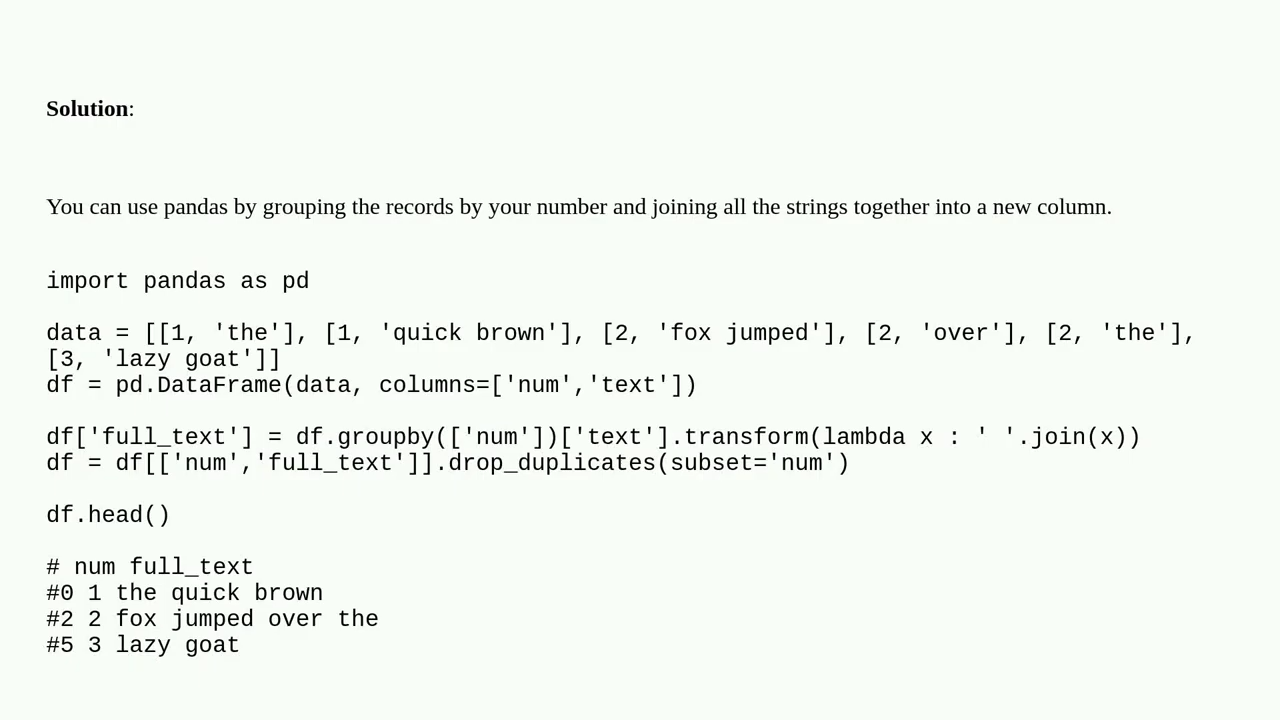 Solution:
You can use pandas by grouping the records by your number and joining all the strings together into a new column.
import pandas as pd
data = [[1, 'the'], [1, 'quick brown'], [2, 'fox jumped'], [2, 'over'], [2, 'the'],
[3, 'lazy goat']]
df = pd.DataFrame(data, columns=['num','text'])
df['full_text'] = df.groupby(['num'])['text'].transform(lambda x : ' '.join(x))
df = df[['num','full_text']].drop_duplicates(subset='num')
df.head()
# num full_text
#0 1 the quick brown
#2 2 fox jumped over the
#5 3 lazy goat